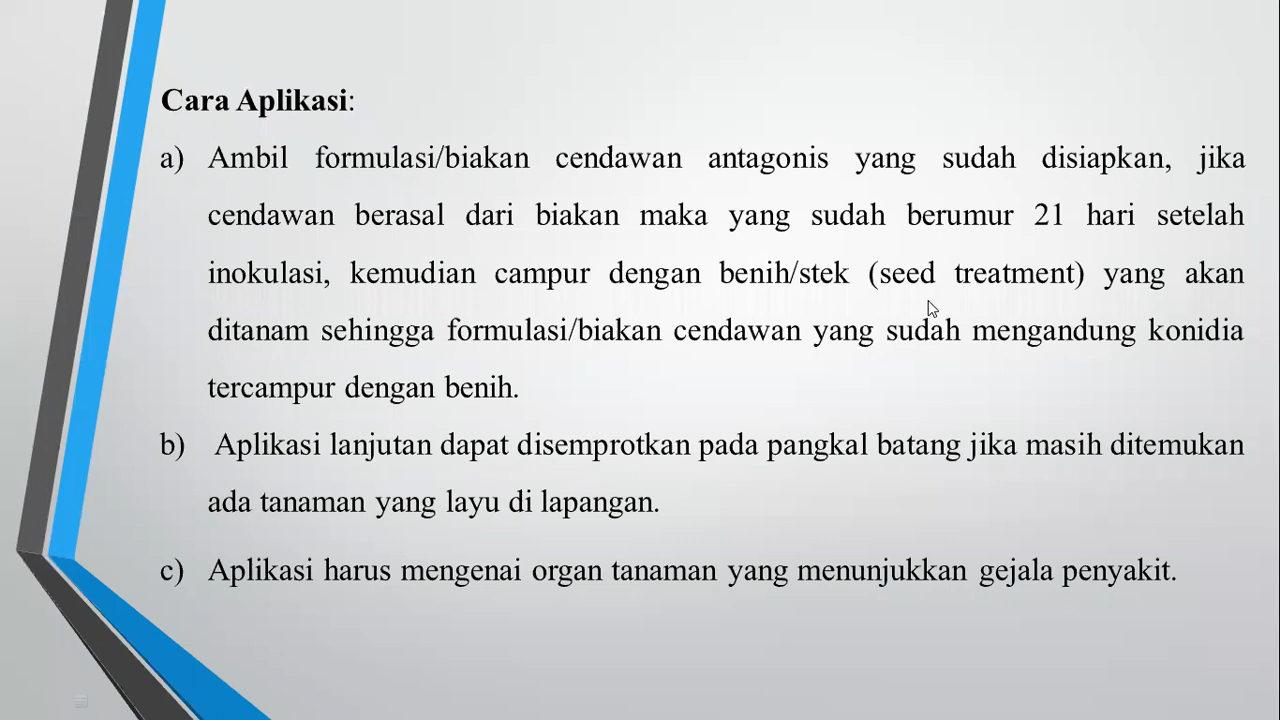 Cara Aplikasi:
a) Ambil formulasi/biakan cendawan antagonis yang sudah disiapkan, jika
cendawan berasal dari biakan maka yang sudah berumur 21 hari setelah
inokulasi, kemudian campur dengan benih/stek (seed treatment) yang akan
ditanam sehingga formulasi/biakan cendawan yang sudah mengandung konidia
tercampur dengan benih.
b) Aplikasi lanjutan dapat disemprotkan pada pangkal batang jika masih ditemukan
ada tanaman yang layu di lapangan.
c) Aplikasi harus mengenai organ tanaman yang menunjukkan gejala penyakit.